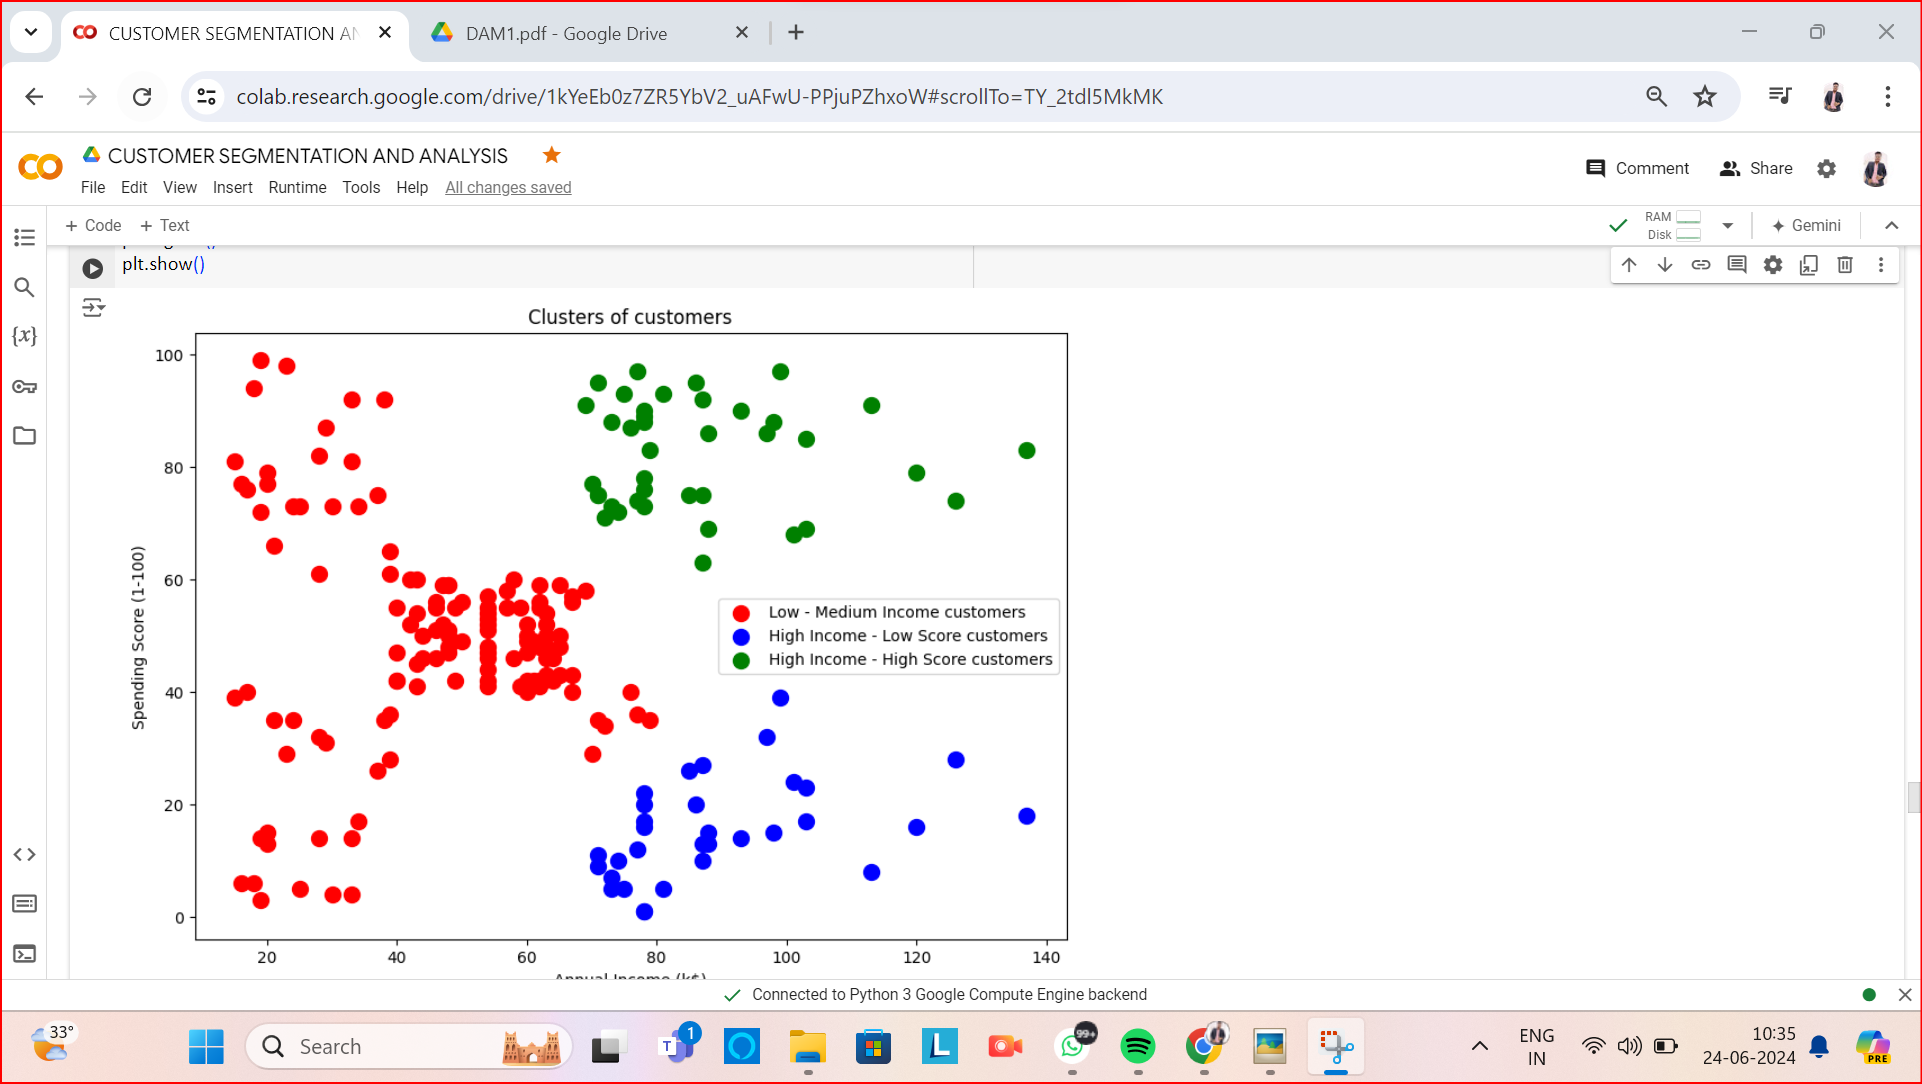 CUSTOMER SEGMENTATION AN
DAM1.pdf - Google Drive
colab.research.google.com/drive/1kYeEb0z7ZR5YbV2_uAFwU-PPjuPZhxoW#scrollTo=TY_2tdl5MkMK
CUSTOMER SEGMENTATION AND ANALYSIS
Comment
Share
File Edit View Insert Runtime Tools Help All changes saved
+ Code + Text
RAM
Disk
Gemini
plt.show()
{x}
Clusters of customers
100
80
60
40
20
0
Spending Score (1-100)
Low - Medium Income customers
High Income - Low Score customers
High Income - High Score customers
20 40 60 80 100 120 140
Annual Income (k$)
Connected to Python 3 Google Compute Engine backend
33°
Search
1
99+
ENG
IN
10:35
24-06-2024
PRE